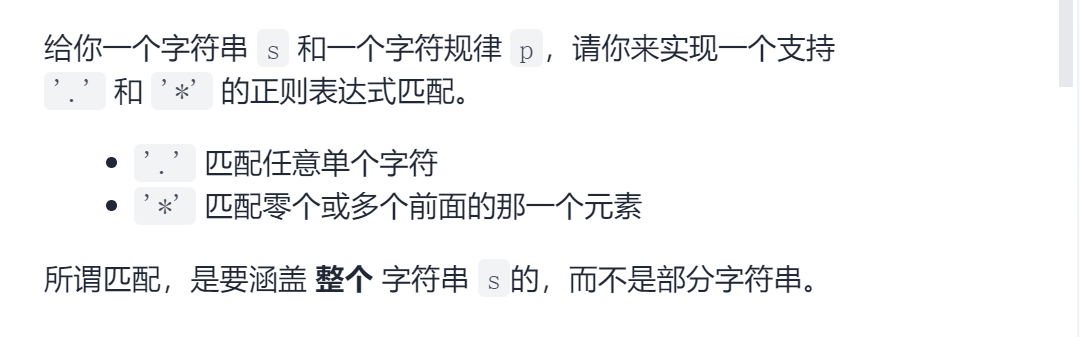 给你一个字符串 s 和一个字符规律 p，请你来实现一个支持
'.' 和 '*' 的正则表达式匹配。
• '.' 匹配任意单个字符
• '*' 匹配零个或多个前面的那一个元素
所谓匹配，是要涵盖 整个 字符串 s的，而不是部分字符串。